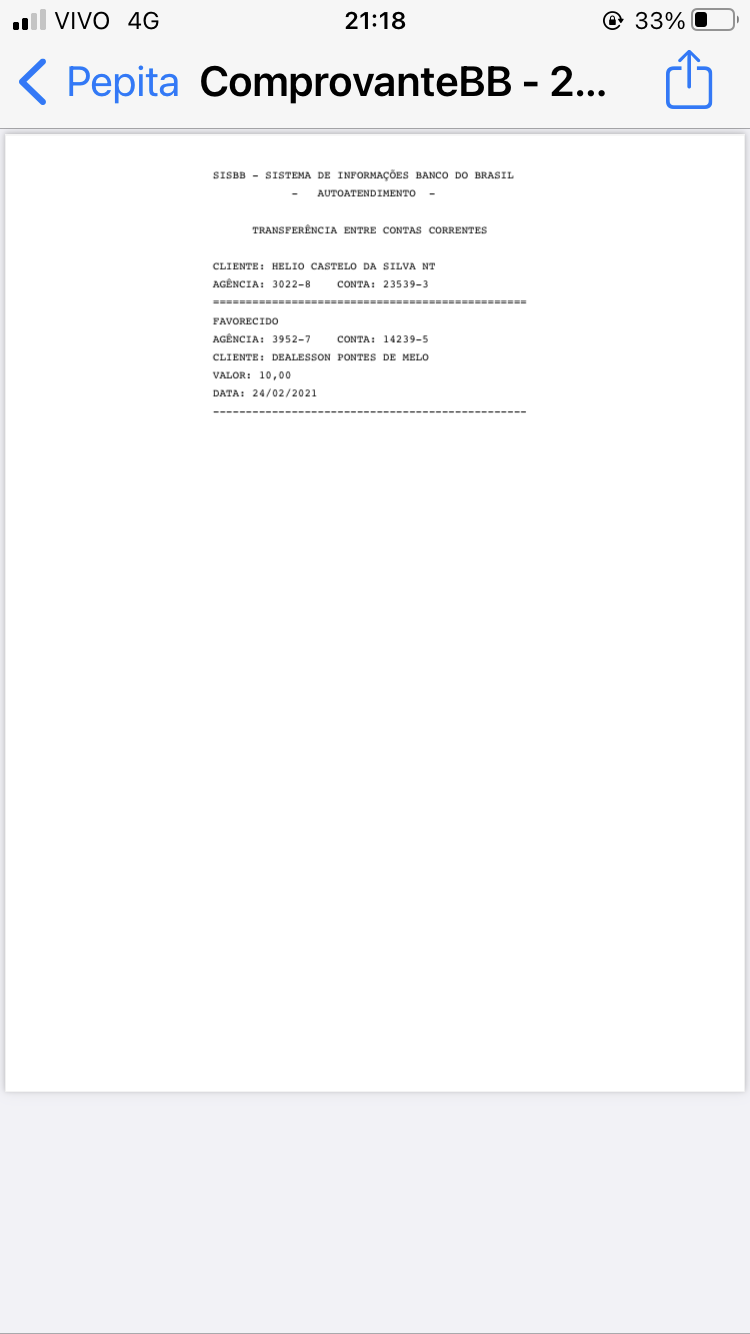 VIVO 4G 21:18 33%
Pepita ComprovanteBB - 2...
SISBB - SISTEMA DE INFORMAÇÕES BANCO DO BRASIL
- AUTOATENDIMENTO -
TRANSFERÊNCIA ENTRE CONTAS CORRENTES
CLIENTE: HELIO CASTELO DA SILVA NT
AGÊNCIA: 3022-8 CONTA: 23539-3
================================================
FAVORECIDO
AGÊNCIA: 3952-7 CONTA: 14239-5
CLIENTE: DEALESSON PONTES DE MELO
VALOR: 10,00
DATA: 24/02/2021
------------------------------------------------